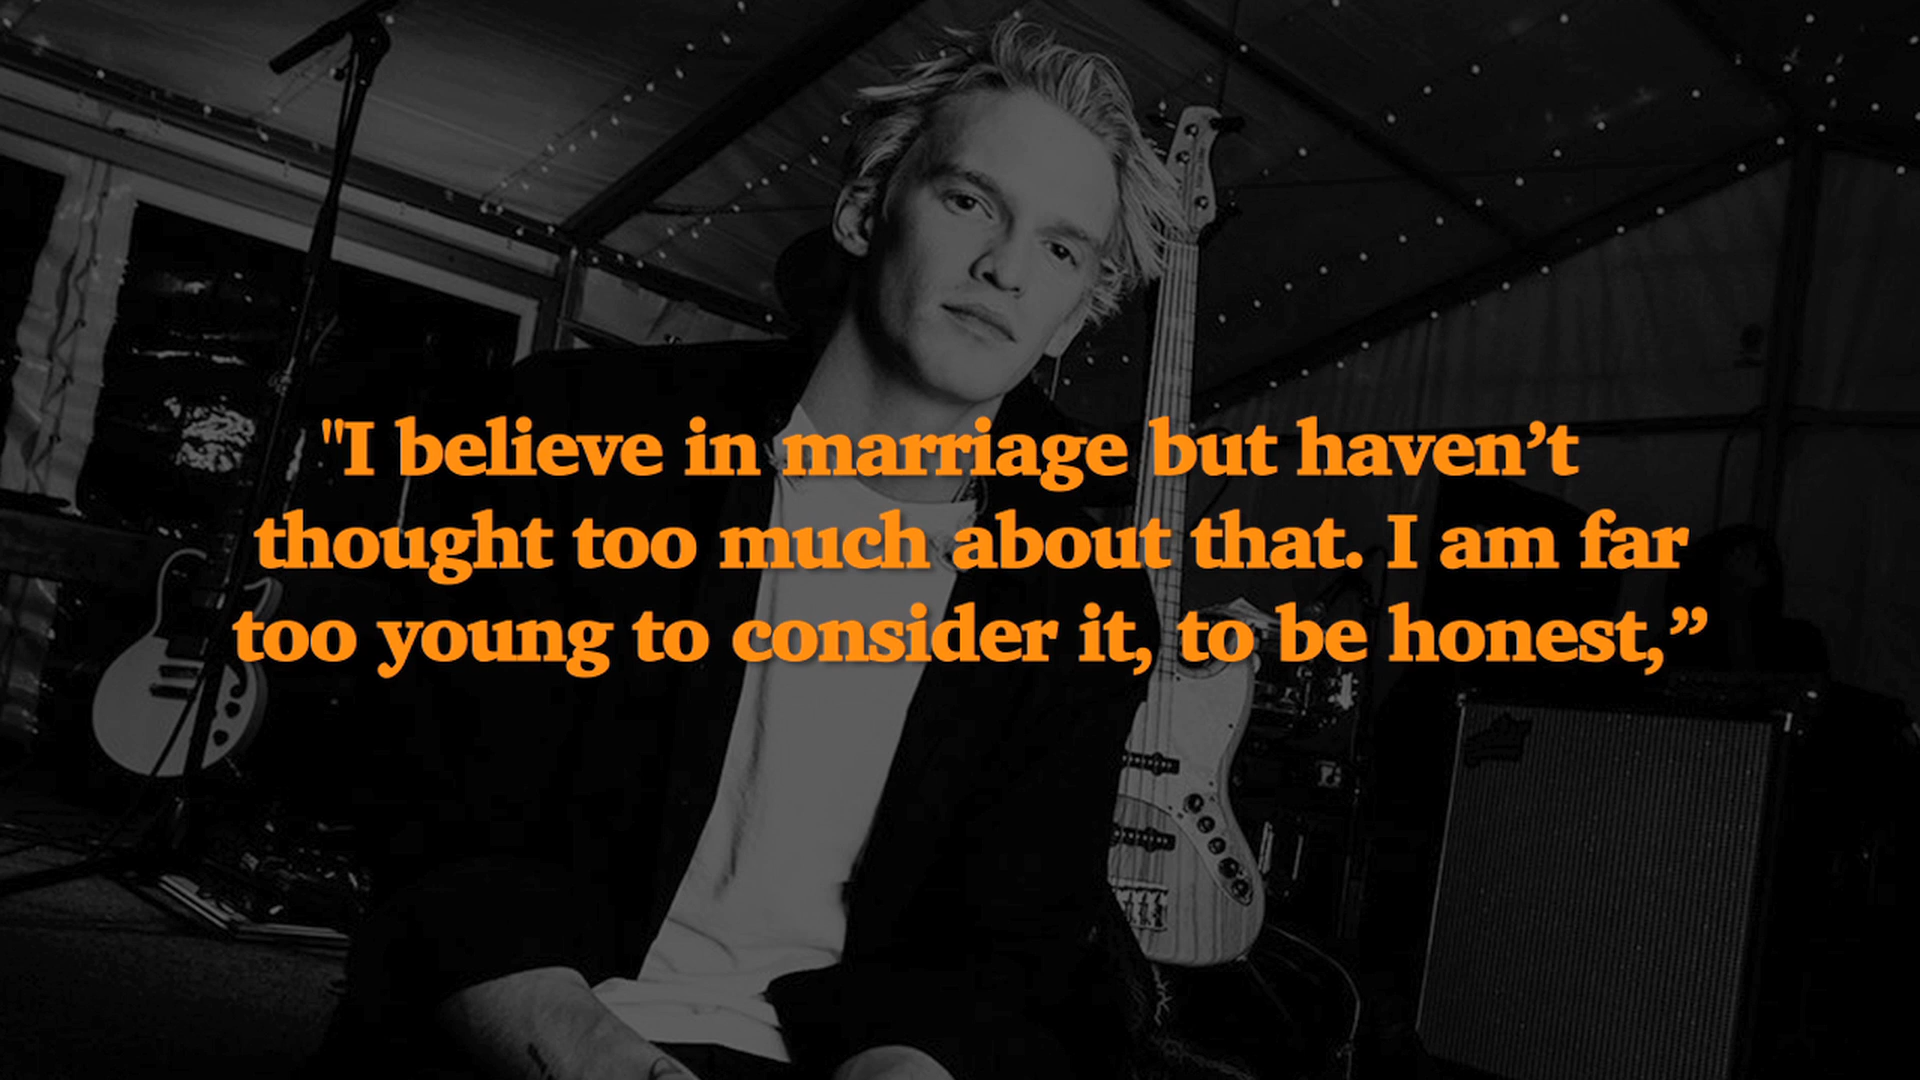 "I believe in marriage but haven’t
thought too much about that. I am far
too young to consider it, to be honest,”